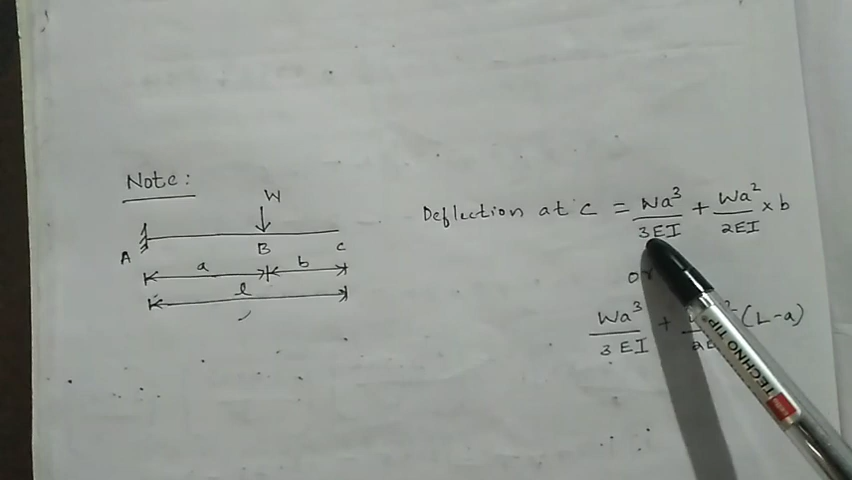 Note:
W
A
B
C
a
b
l
Deflection at C = Wa³/3EI + Wa²/2EI × b
or
Wa³/3EI + (L-a)
TECHNO TIP